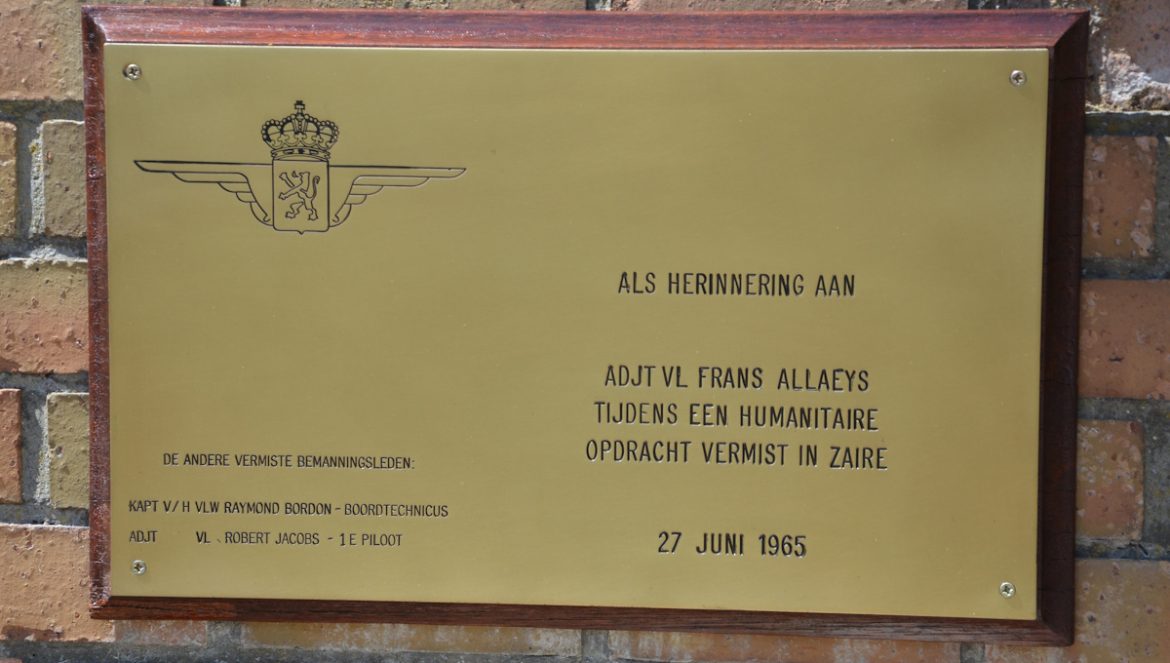 ALS HERINNERING AAN
ADJT VL FRANS ALLAEYS
TIJDENS EEN HUMANITAIRE
OPDRACHT VERMIST IN ZAIRE
27 JUNI 1965
DE ANDERE VERMISTE BEMANNINGSLEDEN:
KAPT V/H VLW RAYMOND BORDON - BOORDTECHNICUS
ADJT VL. ROBERT JACOBS - 1E PILOOT